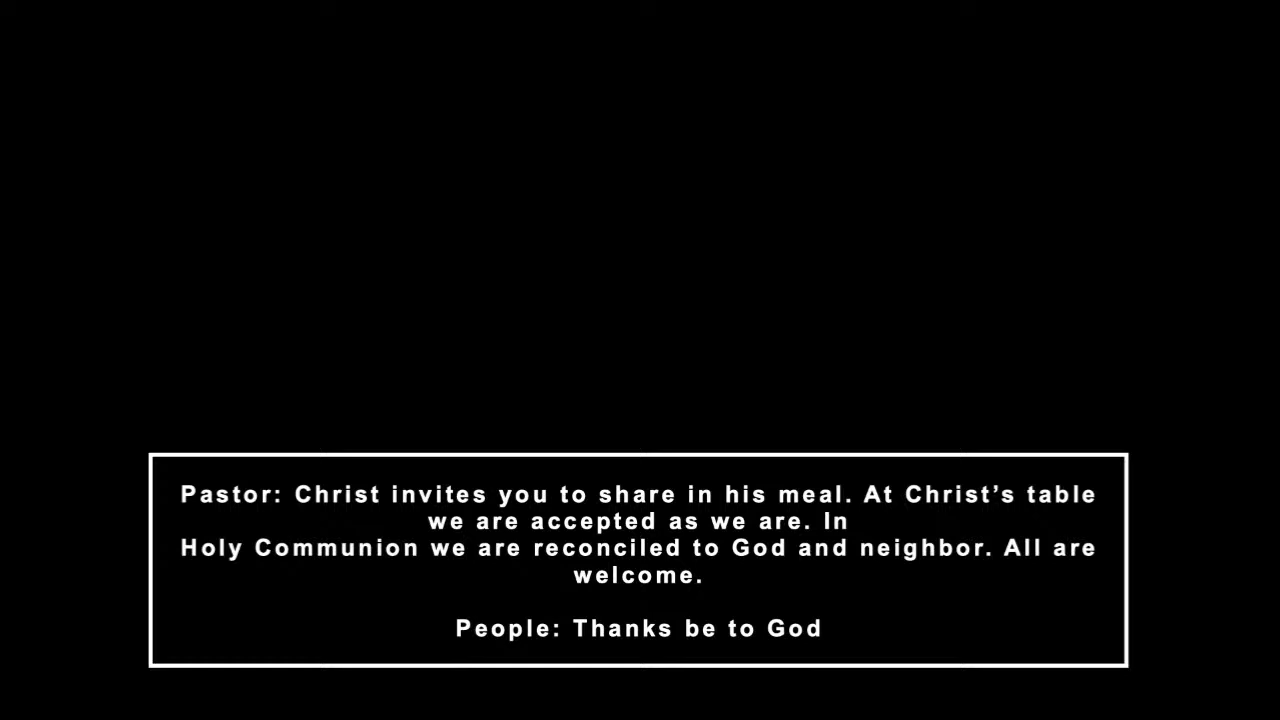 Pastor: Christ invites you to share in his meal. At Christ’s table
we are accepted as we are. In
Holy Communion we are reconciled to God and neighbor. All are
welcome.
People: Thanks be to God